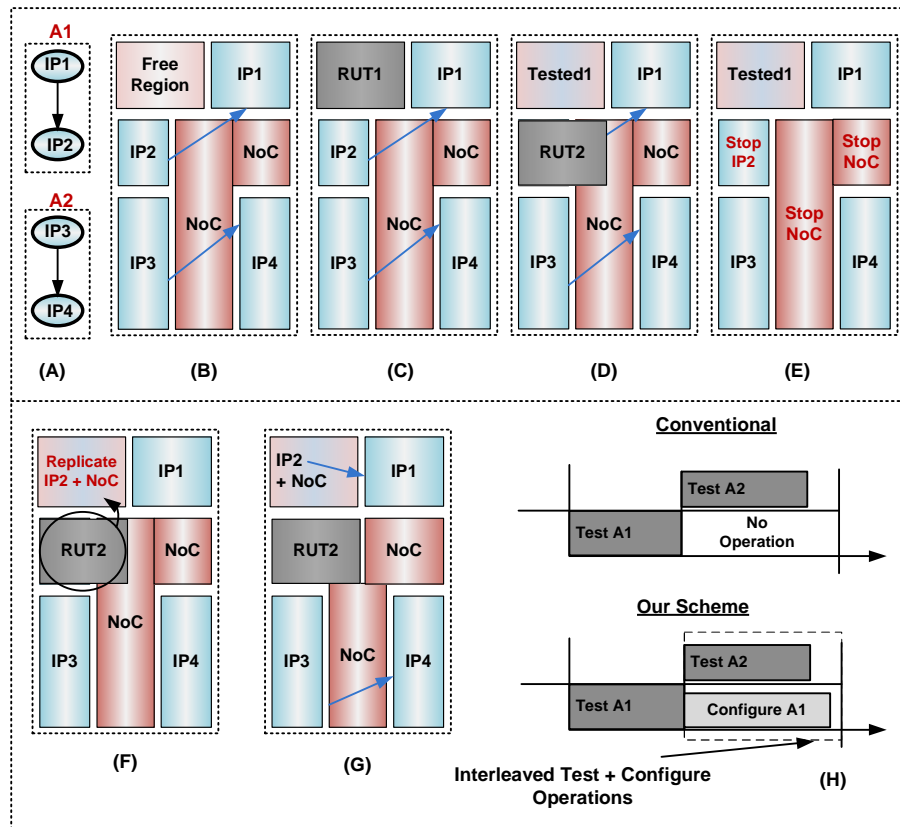 A1
IP1
IP2
A2
IP3
IP4
(A)
Free
Region
IP1
IP2
NoC
NoC
IP3
IP4
(B)
RUT1
IP1
IP2
NoC
NoC
IP3
IP4
(C)
Tested1
IP1
RUT2
NoC
NoC
IP3
IP4
(D)
Tested1
IP1
Stop
IP2
Stop
NoC
Stop
NoC
IP3
IP4
(E)
Replicate
IP2 + NoC
IP1
RUT2
NoC
NoC
IP3
IP4
(F)
IP2
+ NoC
IP1
RUT2
NoC
NoC
IP3
IP4
(G)
Conventional
Test A2
Test A1
No
Operation
Our Scheme
Test A2
Test A1
Configure A1
Interleaved Test + Configure
Operations
(H)